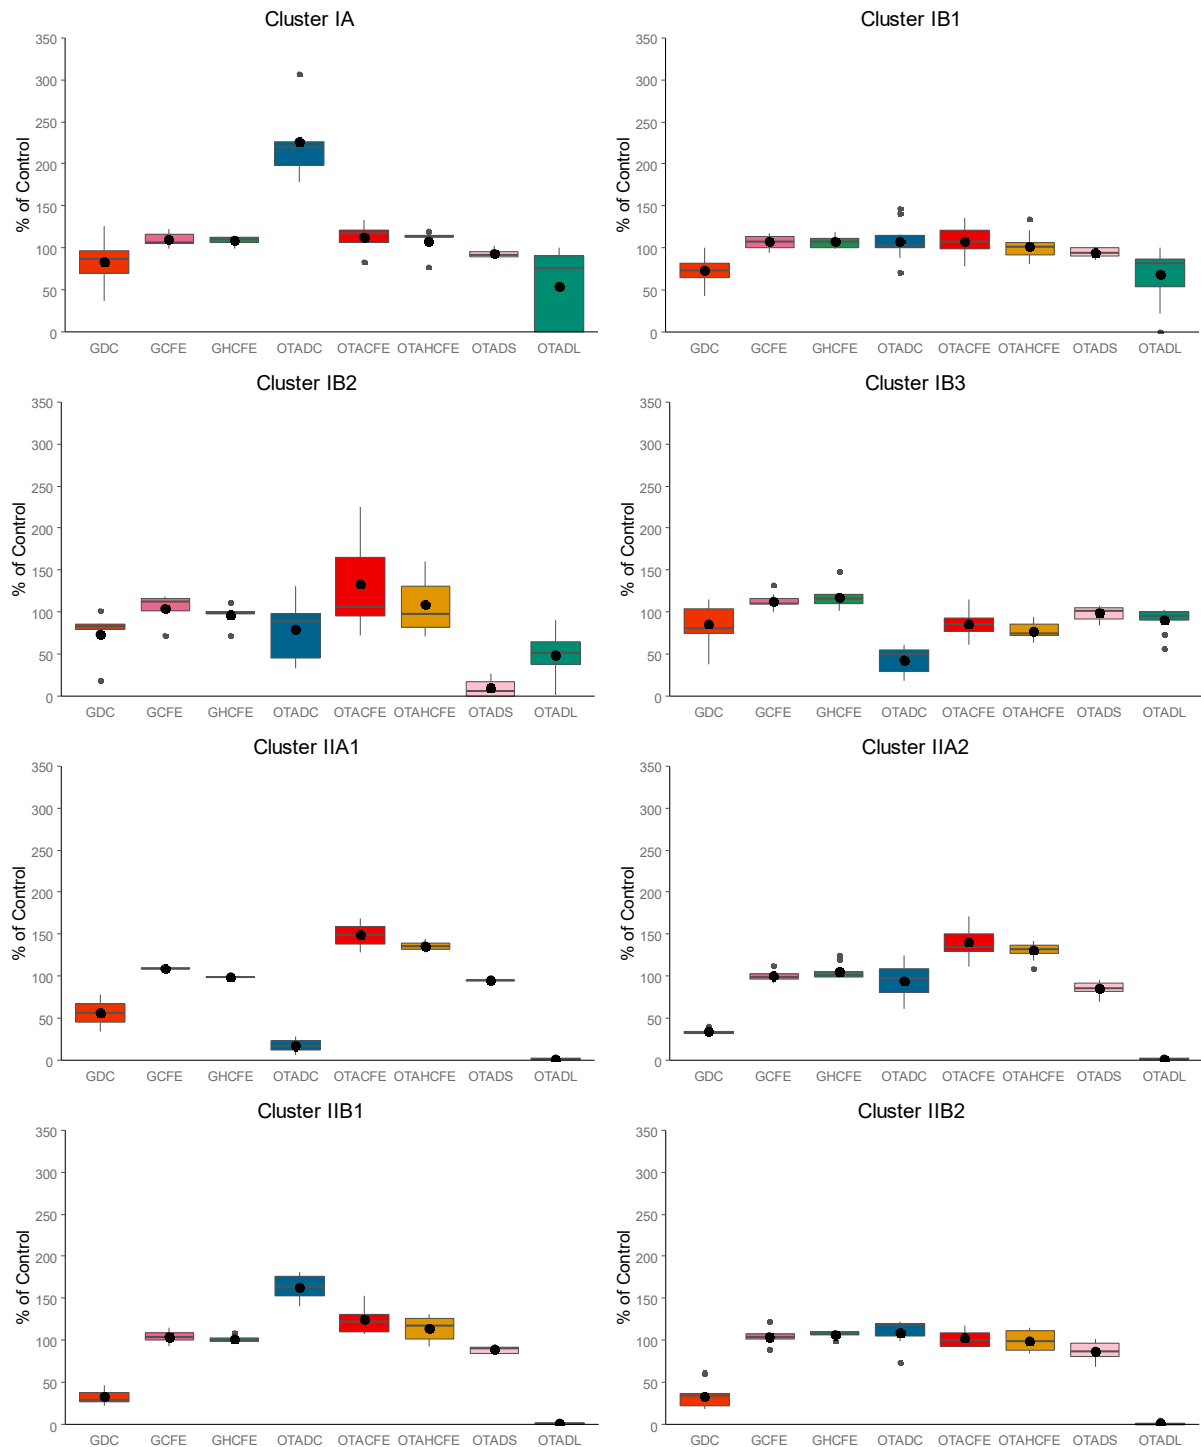 Cluster IA
% of Control
350
300
250
200
150
100
50
0
GDC GCFE GHCFE OTADC OTACFE OTAHCFE OTADS OTADL
Cluster IB1
% of Control
350
300
250
200
150
100
50
0
GDC GCFE GHCFE OTADC OTACFE OTAHCFE OTADS OTADL
Cluster IB2
% of Control
350
300
250
200
150
100
50
0
GDC GCFE GHCFE OTADC OTACFE OTAHCFE OTADS OTADL
Cluster IB3
% of Control
350
300
250
200
150
100
50
0
GDC GCFE GHCFE OTADC OTACFE OTAHCFE OTADS OTADL
Cluster IIA1
% of Control
350
300
250
200
150
100
50
0
GDC GCFE GHCFE OTADC OTACFE OTAHCFE OTADS OTADL
Cluster IIA2
% of Control
350
300
250
200
150
100
50
0
GDC GCFE GHCFE OTADC OTACFE OTAHCFE OTADS OTADL
Cluster IIB1
% of Control
350
300
250
200
150
100
50
0
GDC GCFE GHCFE OTADC OTACFE OTAHCFE OTADS OTADL
Cluster IIB2
% of Control
350
300
250
200
150
100
50
0
GDC GCFE GHCFE OTADC OTACFE OTAHCFE OTADS OTADL